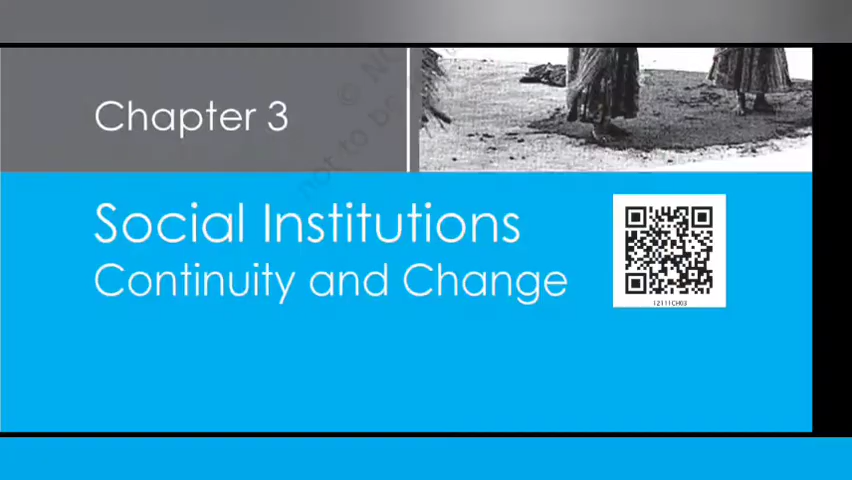 Chapter 3
Social Institutions
Continuity and Change
12111CH03